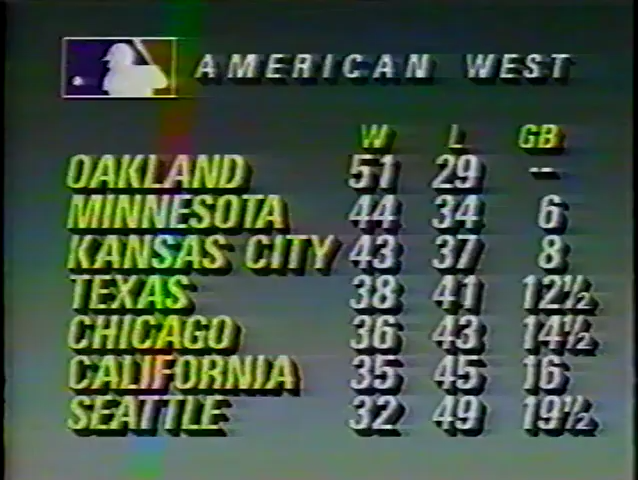 AMERICAN WEST
W L GB
OAKLAND 51 29 --
MINNESOTA 44 34 6
KANSAS CITY 43 37 8
TEXAS 38 41 12½
CHICAGO 36 43 14½
CALIFORNIA 35 45 16
SEATTLE 32 49 19½